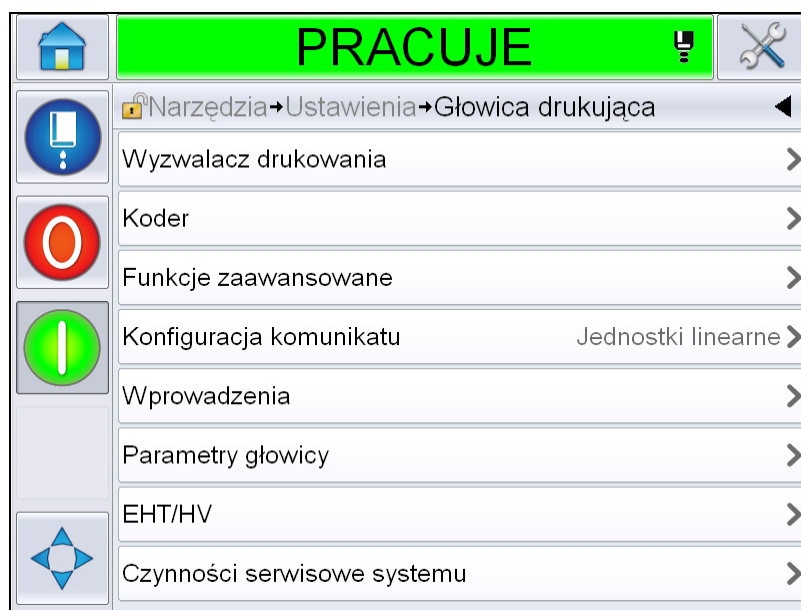 PRACUJE
Narzędzia→Ustawienia→Głowica drukująca
Wyzwalacz drukowania
Koder
Funkcje zaawansowane
Konfiguracja komunikatu Jednostki linearne
Wprowadzenia
Parametry głowicy
EHT/HV
Czynności serwisowe systemu